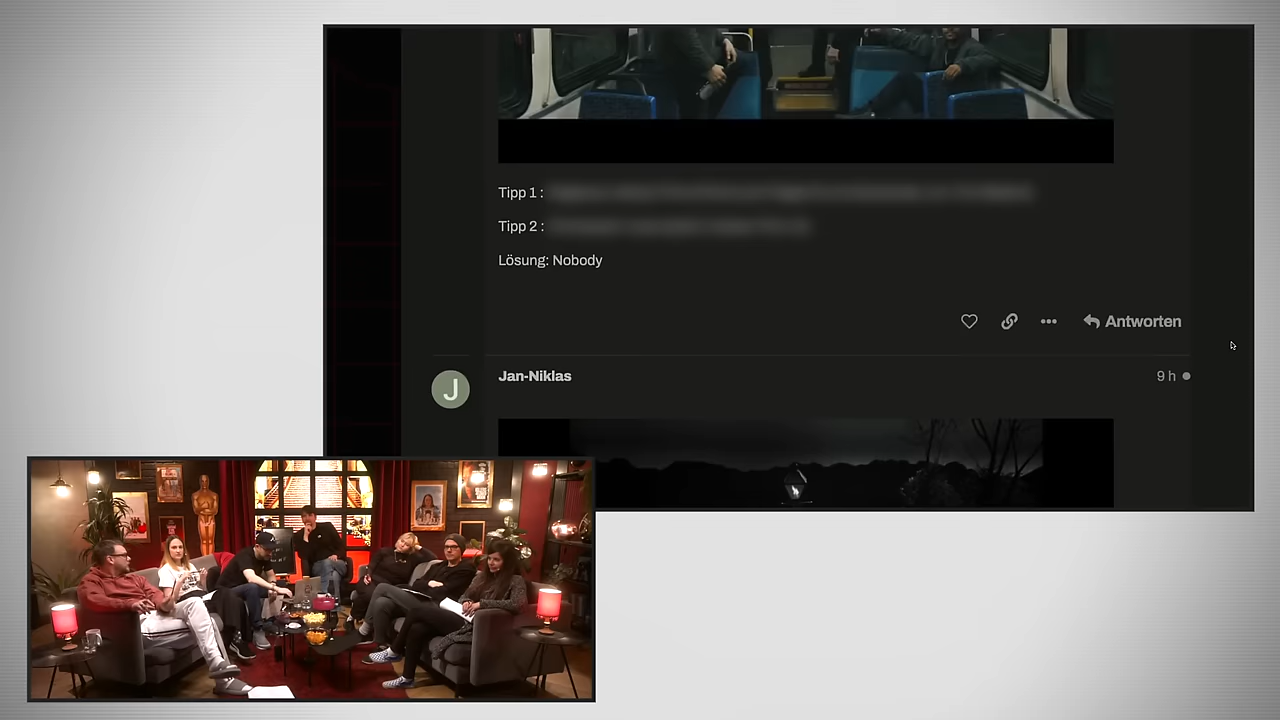 Tipp 1 :
Tipp 2 :
Lösung: Nobody
Antworten
J
Jan-Niklas
9 h